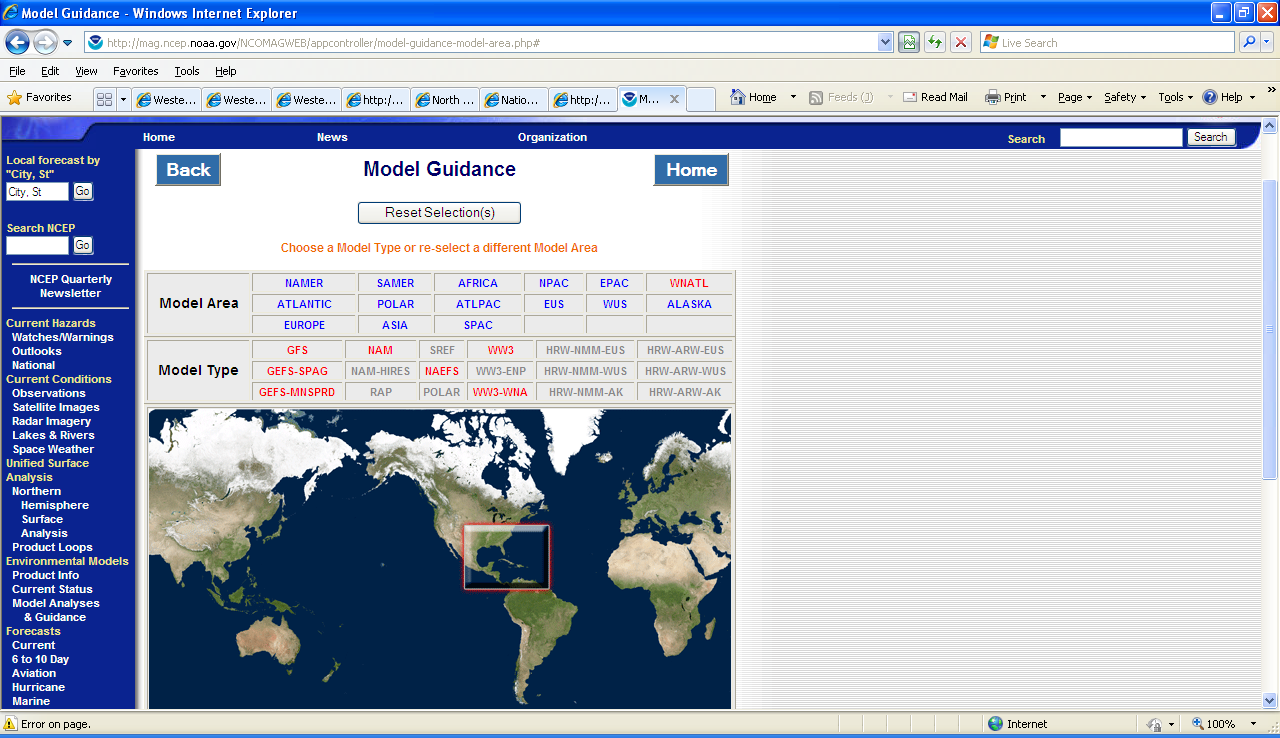 Model Guidance - Windows Internet Explorer
http://mag.ncep.noaa.gov/NCOMAGWEB/appcontroller/model-guidance-model-area.php#
Live Search
File Edit View Favorites Tools Help
Favorites
Weste...
Weste...
Weste...
http:/...
North ...
Natio...
http:/...
M...
Home
Feeds (J)
Read Mail
Print
Page
Safety
Tools
Help
Home News Organization Search Search
Local forecast by
"City, St"
City, St Go
Search NCEP
Go
NCEP Quarterly
Newsletter
Current Hazards
Watches/Warnings
Outlooks
National
Current Conditions
Observations
Satellite Images
Radar Imagery
Lakes & Rivers
Space Weather
Unified Surface
Analysis
Northern
Hemisphere
Surface
Analysis
Product Loops
Environmental Models
Product Info
Current Status
Model Analyses
& Guidance
Forecasts
Current
6 to 10 Day
Aviation
Hurricane
Marine
Back Model Guidance Home
Reset Selection(s)
Choose a Model Type or re-select a different Model Area
Model Area
NAMER SAMER AFRICA NPAC EPAC WNATL
ATLANTIC POLAR ATLPAC EUS WUS ALASKA
EUROPE ASIA SPAC
Model Type
GFS NAM SREF WW3 HRW-NMM-EUS HRW-ARW-EUS
GEFS-SPAG NAM-HIRES NAEFS WW3-ENP HRW-NMM-WUS HRW-ARW-WUS
GEFS-MNSPRD RAP POLAR WW3-WNA HRW-NMM-AK HRW-ARW-AK
Error on page.
Internet
100%